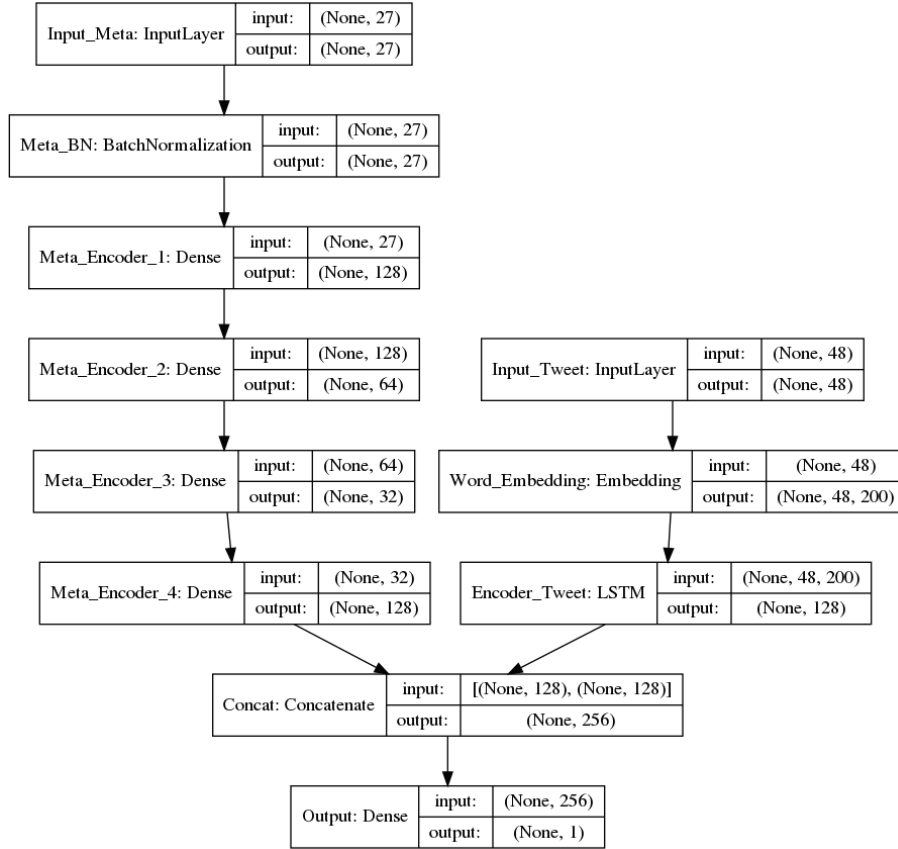 Input_Meta: InputLayer
input: (None, 27)
output: (None, 27)
Meta_BN: BatchNormalization
input: (None, 27)
output: (None, 27)
Meta_Encoder_1: Dense
input: (None, 27)
output: (None, 128)
Meta_Encoder_2: Dense
input: (None, 128)
output: (None, 64)
Input_Tweet: InputLayer
input: (None, 48)
output: (None, 48)
Meta_Encoder_3: Dense
input: (None, 64)
output: (None, 32)
Word_Embedding: Embedding
input: (None, 48)
output: (None, 48, 200)
Meta_Encoder_4: Dense
input: (None, 32)
output: (None, 128)
Encoder_Tweet: LSTM
input: (None, 48, 200)
output: (None, 128)
Concat: Concatenate
input: [(None, 128), (None, 128)]
output: (None, 256)
Output: Dense
input: (None, 256)
output: (None, 1)